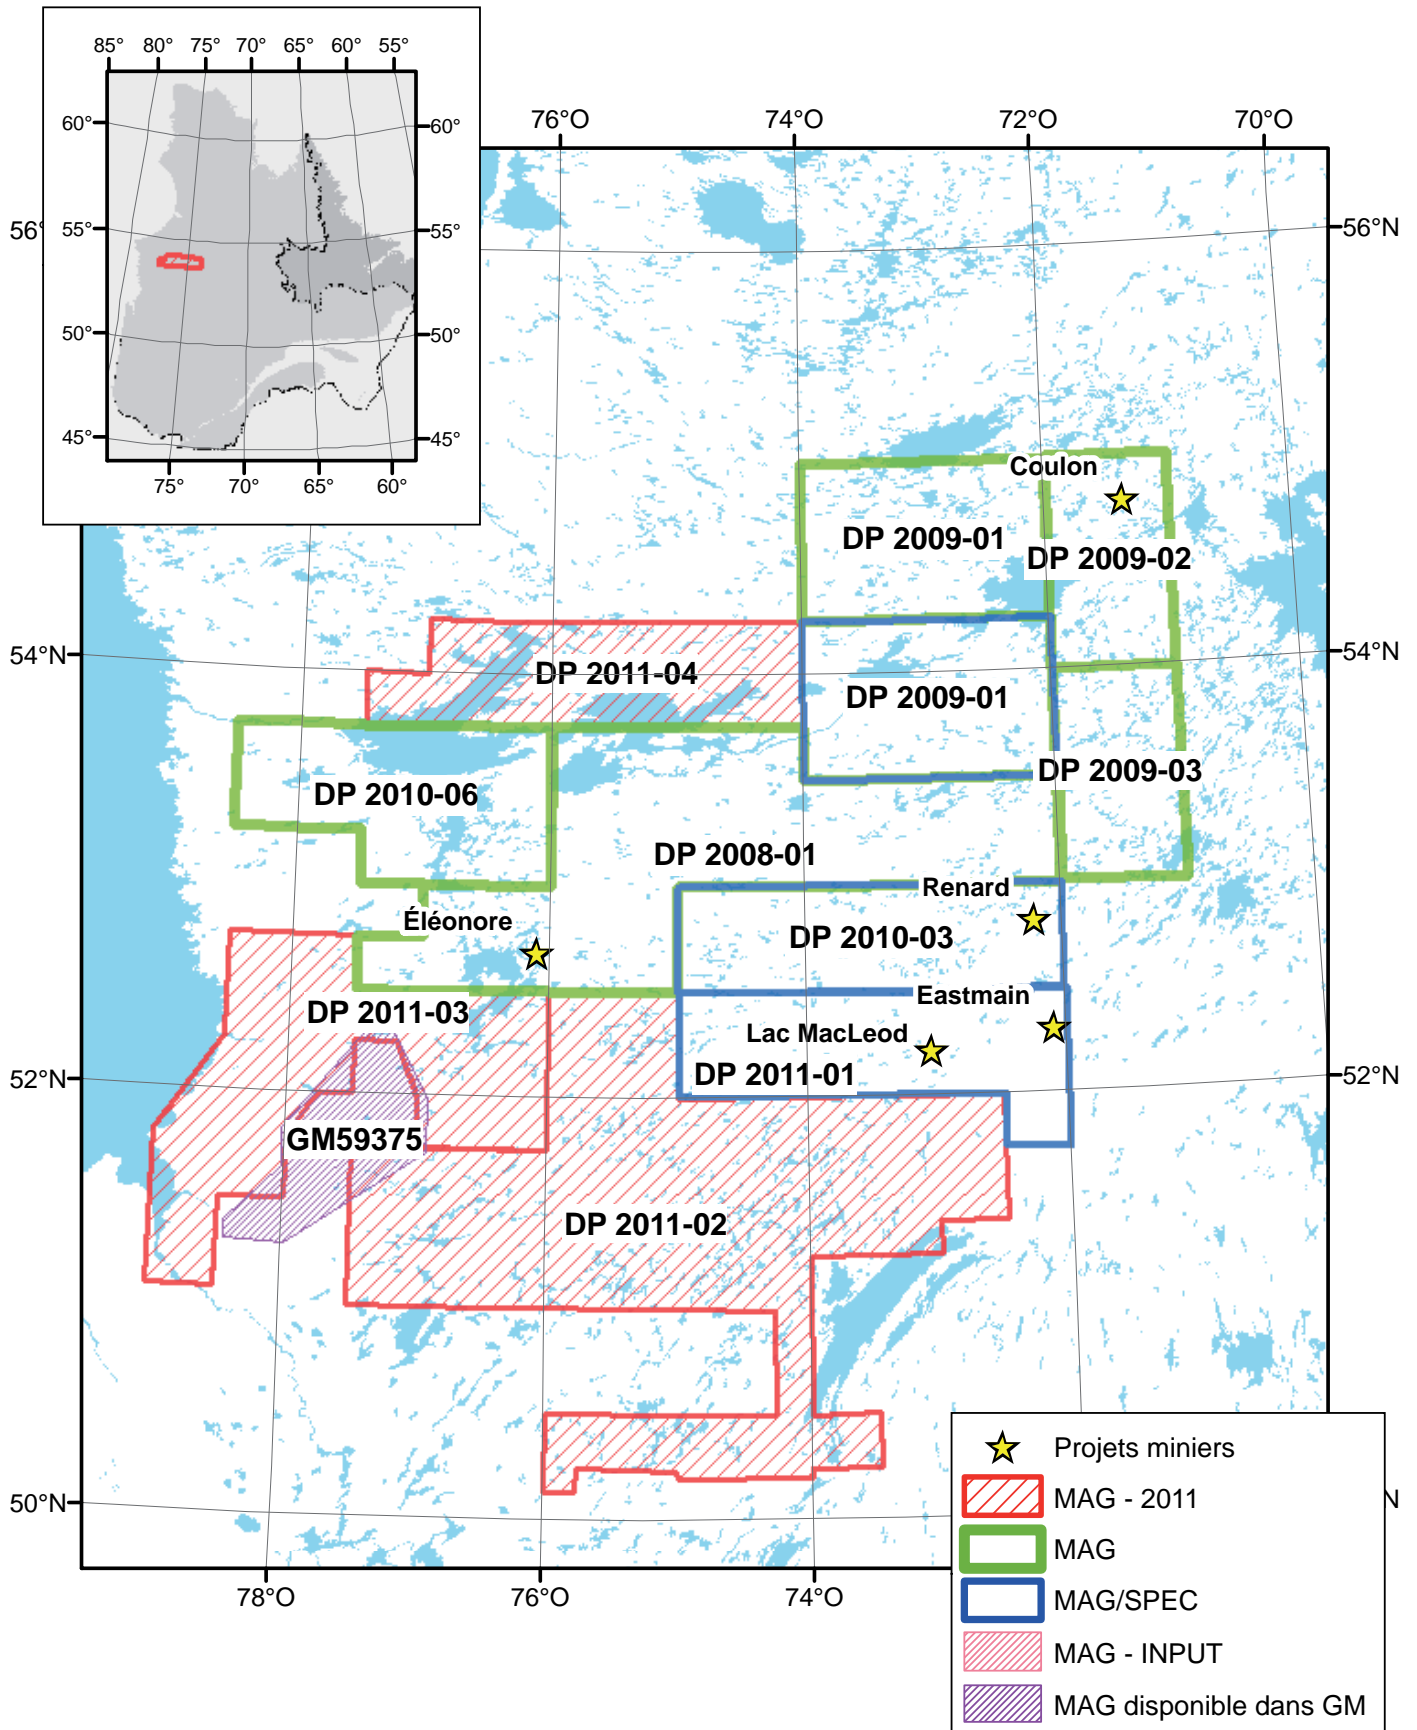 85° 80° 75° 70° 65° 60° 55°
60° 60°
55° 55°
50° 50°
45° 45°
75° 70° 65° 60°
76°O 74°O 72°O 70°O
56° 56°N
Coulon
DP 2009-01
DP 2009-02
54°N 54°N
DP 2011-04
DP 2009-01
DP 2009-03
DP 2010-06
DP 2008-01
Renard
Éléonore
DP 2010-03
Eastmain
DP 2011-03
Lac MacLeod
DP 2011-01
52°N 52°N
GM59375
DP 2011-02
50°N N
78°O 76°O 74°O
Projets miniers
MAG - 2011
MAG
MAG/SPEC
MAG - INPUT
MAG disponible dans GM